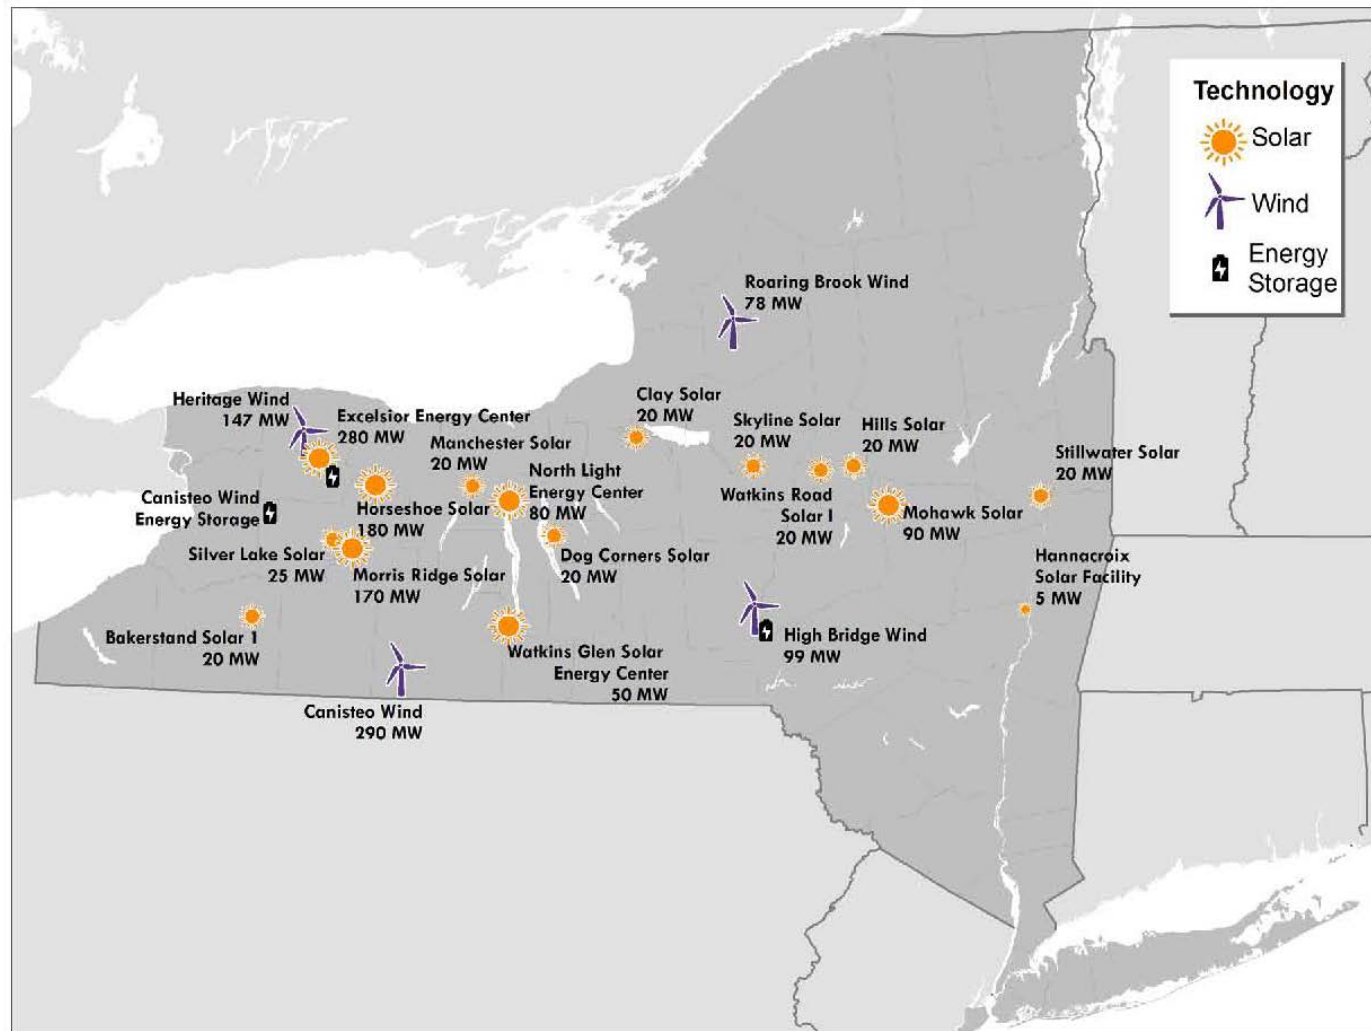 Technology
Solar
Wind
Energy
Storage
Roaring Brook Wind
78 MW
Heritage Wind
147 MW
Excelsior Energy Center
280 MW
Clay Solar
20 MW
Manchester Solar
20 MW
Skyline Solar
20 MW
Hills Solar
20 MW
Stillwater Solar
20 MW
North Light
Energy Center
80 MW
Canisteo Wind
Energy Storage
Horseshoe Solar
180 MW
Watkins Road
Solar I
20 MW
Mohawk Solar
90 MW
Silver Lake Solar
25 MW
Morris Ridge Solar
170 MW
Dog Corners Solar
20 MW
Hannacroix
Solar Facility
5 MW
Bakerstand Solar 1
20 MW
Watkins Glen Solar
Energy Center
50 MW
High Bridge Wind
99 MW
Canisteo Wind
290 MW